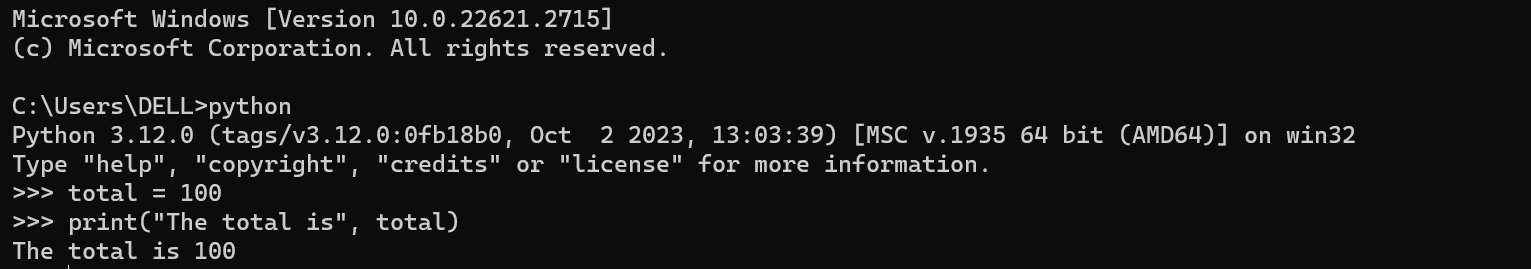 Microsoft Windows [Version 10.0.22621.2715]
(c) Microsoft Corporation. All rights reserved.
C:\Users\DELL>python
Python 3.12.0 (tags/v3.12.0:0fb18b0, Oct  2 2023, 13:03:39) [MSC v.1935 64 bit (AMD64)] on win32
Type "help", "copyright", "credits" or "license" for more information.
>>> total = 100
>>> print("The total is", total)
The total is 100